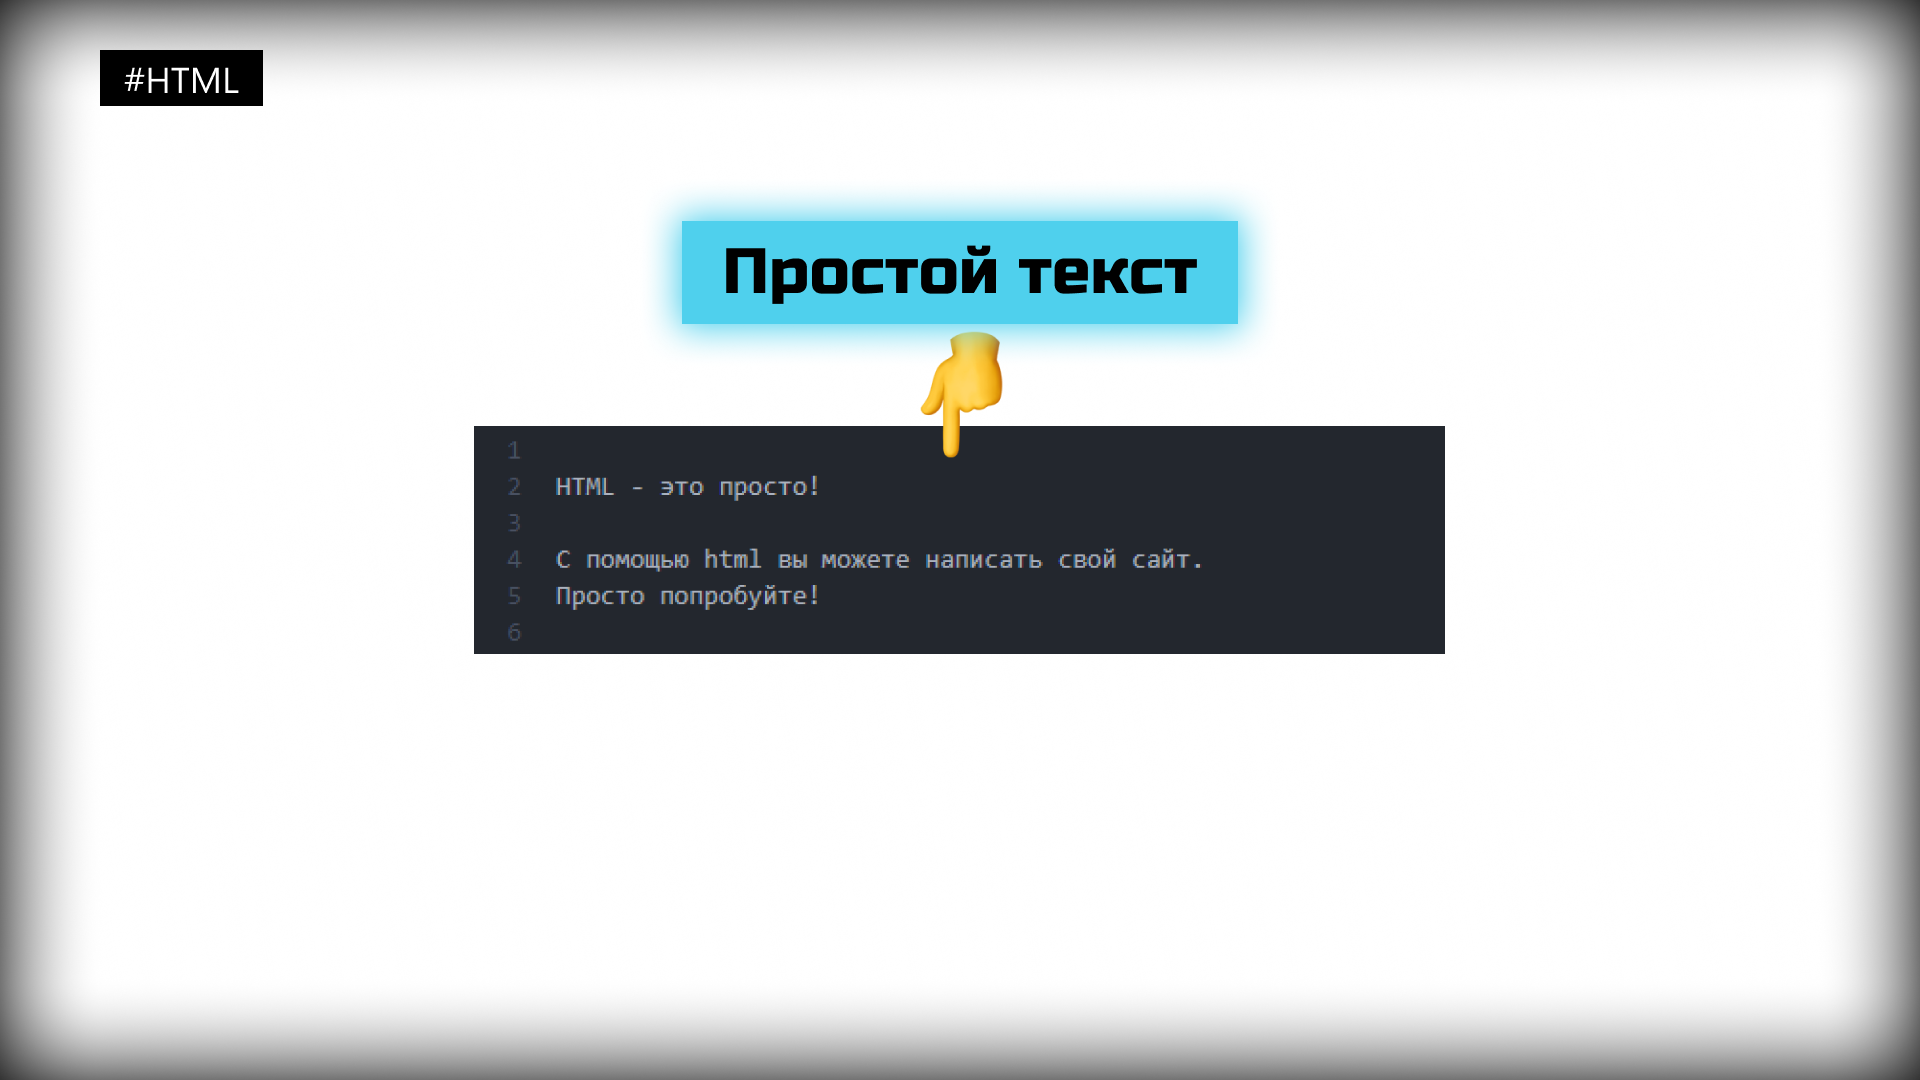 #HTML
Простой текст
1
2 HTML - это просто!
3
4 С помощью html вы можете написать свой сайт.
5 Просто попробуйте!
6